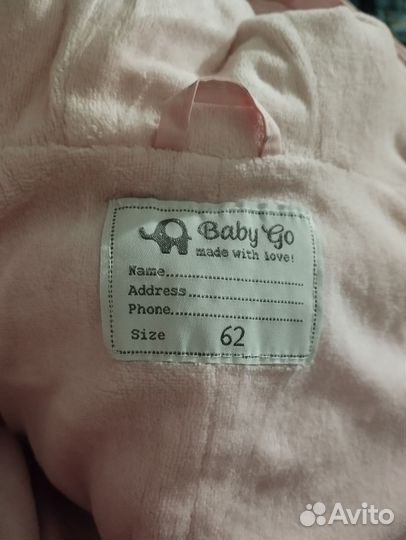 Baby Go
made with love!
Name
Address
Phone
Size 62
Avito